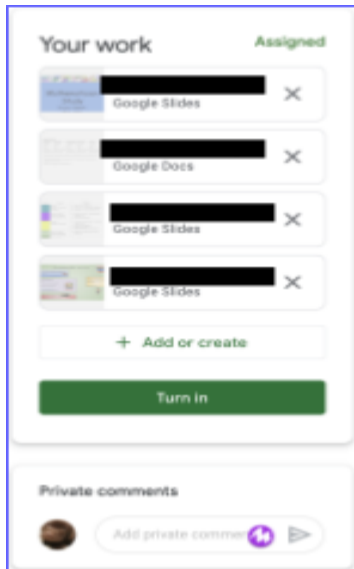 Your work
Assigned
Google Slides
Google Docs
Google Slides
Google Slides
+ Add or create
Turn in
Private comments
Add private commen